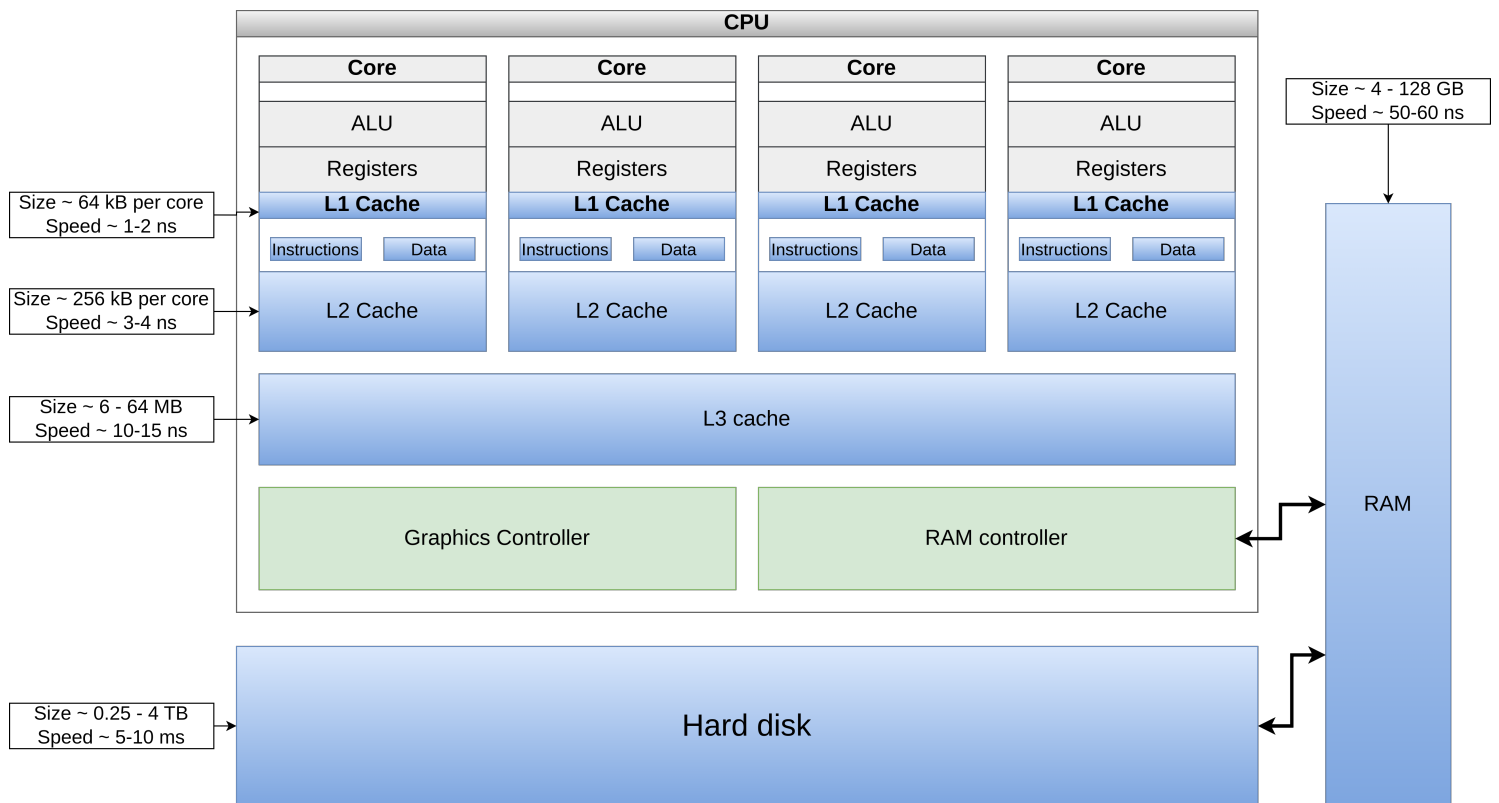 CPU
Core
Core
Core
Core
Size ~ 4 - 128 GB
Speed ~ 50-60 ns
ALU
ALU
ALU
ALU
Registers
Registers
Registers
Registers
Size ~ 64 kB per core
Speed ~ 1-2 ns
L1 Cache
L1 Cache
L1 Cache
L1 Cache
Instructions
Data
Instructions
Data
Instructions
Data
Instructions
Data
Size ~ 256 kB per core
Speed ~ 3-4 ns
L2 Cache
L2 Cache
L2 Cache
L2 Cache
Size ~ 6 - 64 MB
Speed ~ 10-15 ns
L3 cache
RAM
Graphics Controller
RAM controller
Size ~ 0.25 - 4 TB
Speed ~ 5-10 ms
Hard disk